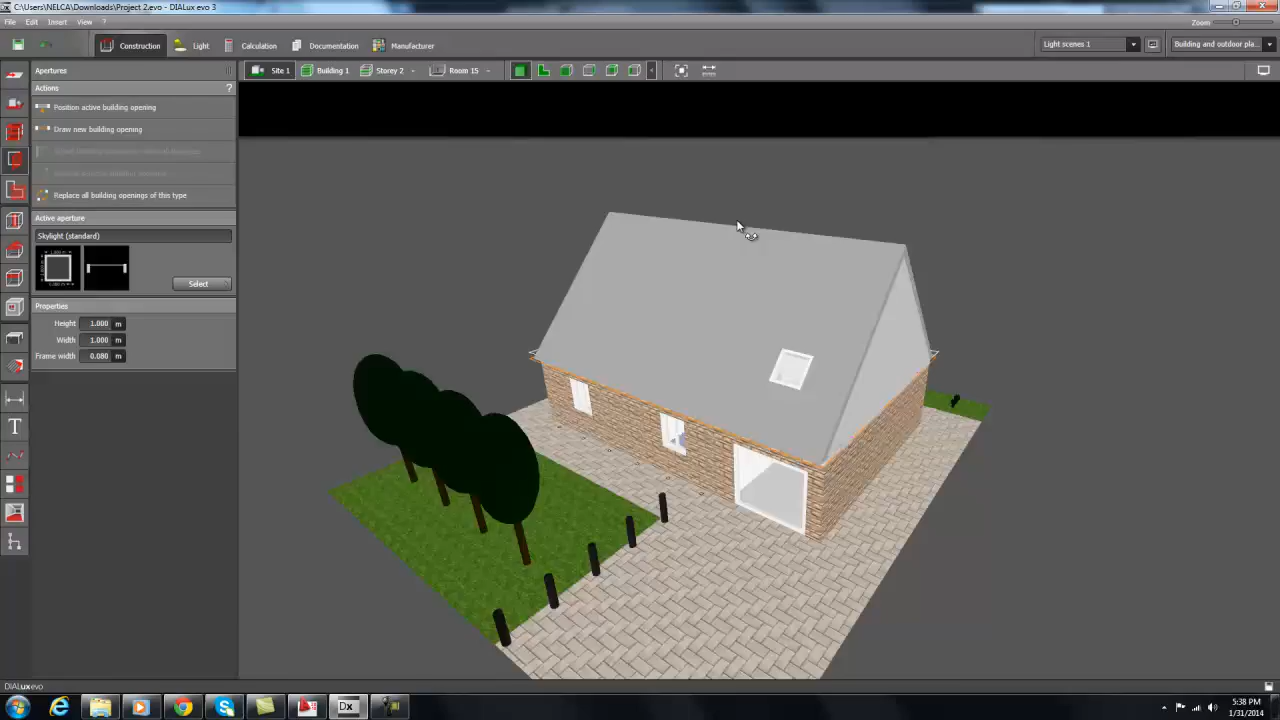 C:\Users\NELCA\Downloads\Project 2.evo - DIALux evo 3
File Edit Insert View ?
Zoom
Construction Light Calculation Documentation Manufacturer
Light scenes 1
Building and outdoor pla...
Apertures
Site 1 Building 1 Storey 2 Room 15
Actions ?
Position active building opening
Draw new building opening
Replace all building openings of this type
Active aperture
Skylight (standard)
Select
Properties
Height 1.000 m
Width 1.000 m
Frame width 0.080 m
T
DIALux evo
Dx
5:38 PM
1/31/2014